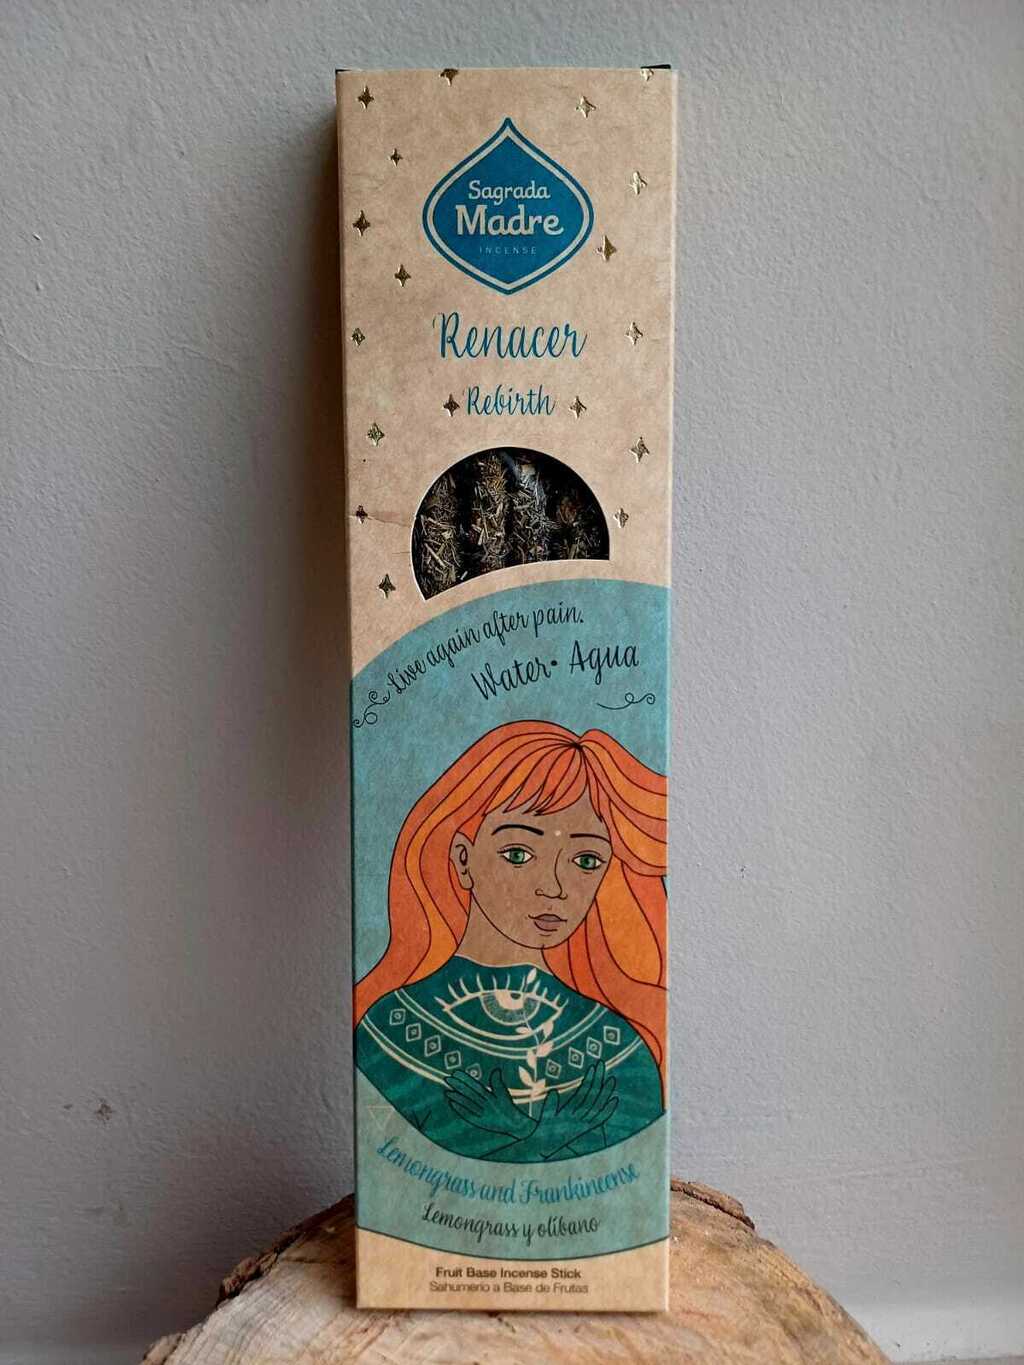 Sagrada
Madre
INCENSE
Renacer
Rebirth
Live again after pain.
Water • Agua
Lemongrass and Frankincense
Lemongrass y olíbano
Fruit Base Incense Stick
Sahumerio a Base de Frutas